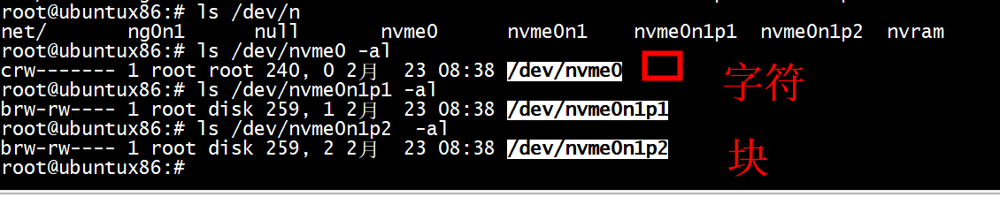 root@ubuntux86:# ls /dev/n
net/ ng0n1 null nvme0 nvme0n1 nvme0n1p1 nvme0n1p2 nvram
root@ubuntux86:# ls /dev/nvme0 -al
crw------- 1 root root 240, 0 2月 23 08:38 /dev/nvme0
字符
root@ubuntux86:# ls /dev/nvme0n1p1 -al
brw-rw---- 1 root disk 259, 1 2月 23 08:38 /dev/nvme0n1p1
root@ubuntux86:# ls /dev/nvme0n1p2 -al
brw-rw---- 1 root disk 259, 2 2月 23 08:38 /dev/nvme0n1p2
块
root@ubuntux86:#